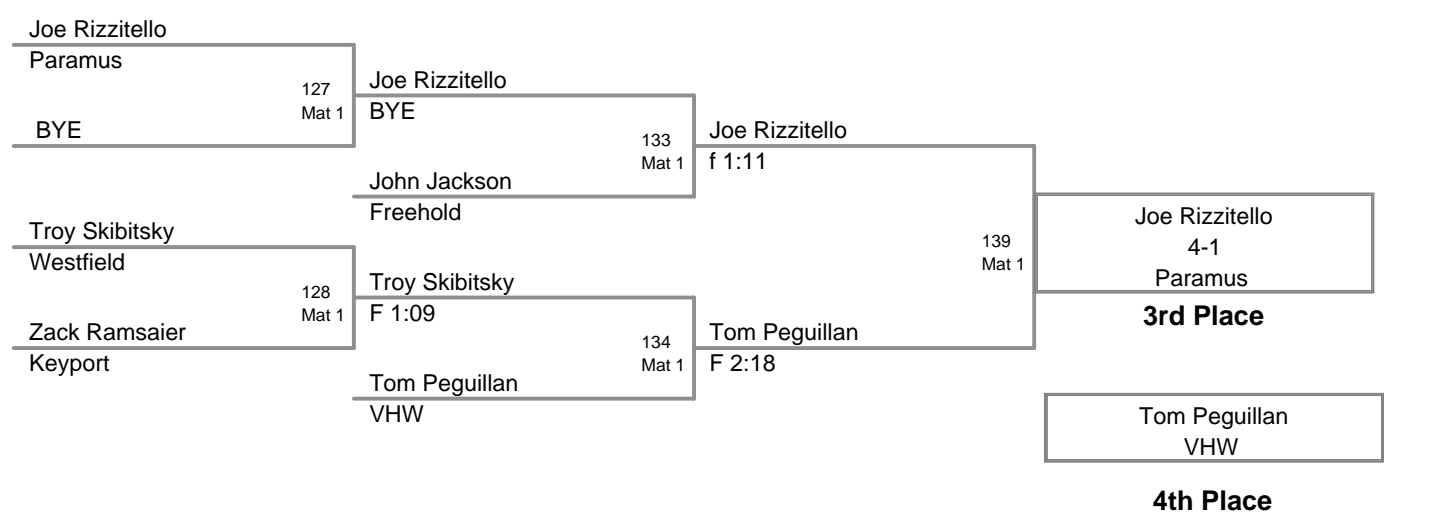 Joe Rizzitello
Paramus
127
Mat 1
BYE
Joe Rizzitello
BYE
133
Mat 1
John Jackson
Freehold
Joe Rizzitello
f 1:11
Troy Skibitsky
Westfield
128
Mat 1
Zack Ramsaier
Keyport
Troy Skibitsky
F 1:09
134
Mat 1
Tom Peguillan
VHW
Tom Peguillan
F 2:18
139
Mat 1
Joe Rizzitello
4-1
Paramus
3rd Place
Tom Peguillan
VHW
4th Place